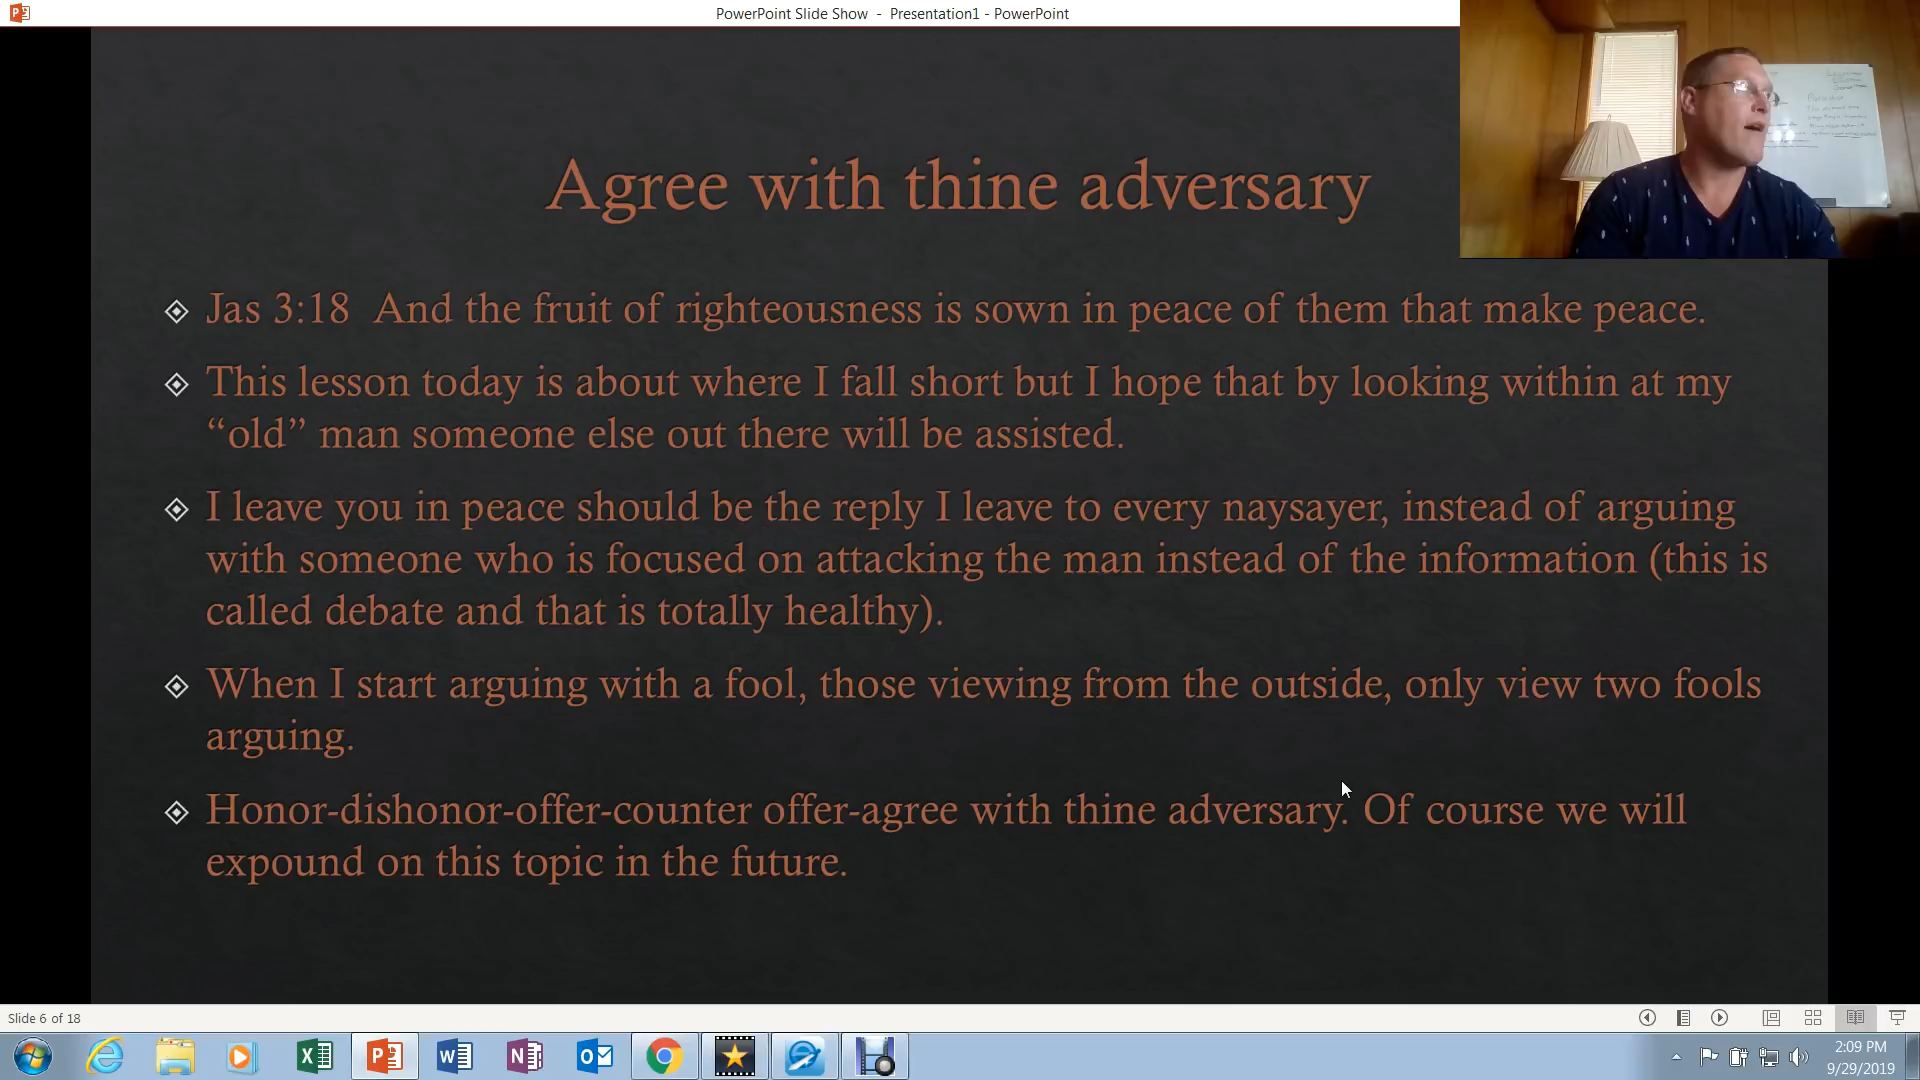 PowerPoint Slide Show - Presentation1 - PowerPoint
Agree with thine adversary
Jas 3:18 And the fruit of righteousness is sown in peace of them that make peace.
This lesson today is about where I fall short but I hope that by looking within at my
“old” man someone else out there will be assisted.
I leave you in peace should be the reply I leave to every naysayer, instead of arguing
with someone who is focused on attacking the man instead of the information (this is
called debate and that is totally healthy).
When I start arguing with a fool, those viewing from the outside, only view two fools
arguing.
Honor-dishonor-offer-counter offer-agree with thine adversary. Of course we will
expound on this topic in the future.
Slide 6 of 18
2:09 PM
9/29/2019